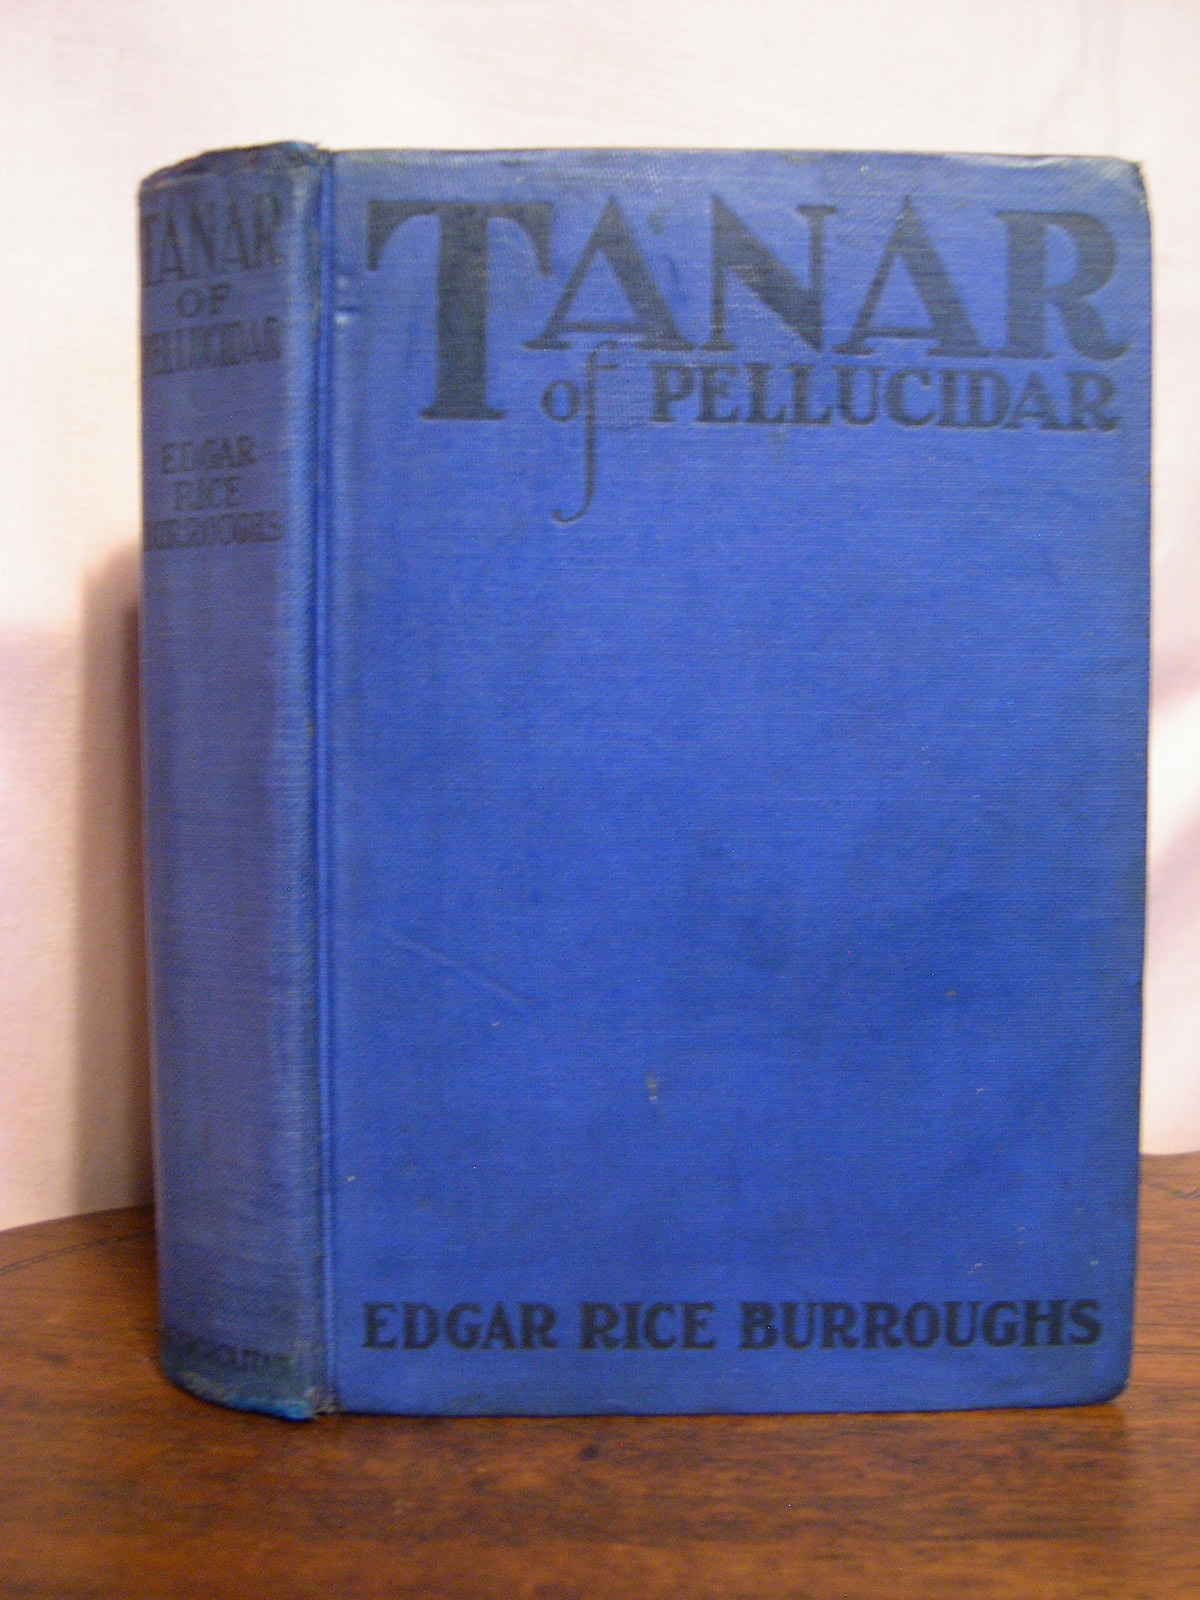 TANAR
OF
PELLUCIDAR
EDGAR
RICE
BURROUGHS
TANAR
of PELLUCIDAR
EDGAR RICE BURROUGHS